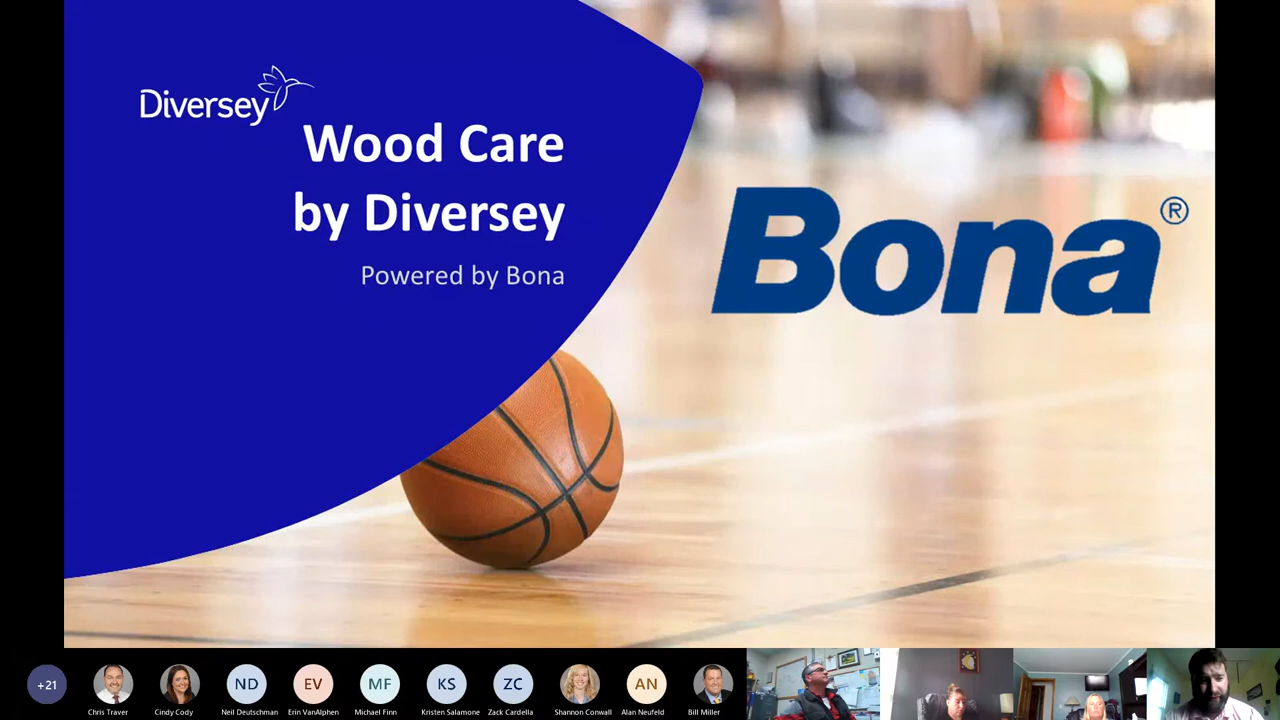 Diversey
Wood Care
by Diversey
Powered by Bona
Bona®
+21
ND
EV
MF
KS
ZC
AN
Chris Traver
Cindy Cody
Neil Deutschman
Erin VanAlphen
Michael Finn
Kristen Salamone
Zack Cardella
Shannon Conwall
Alan Neufeld
Bill Miller